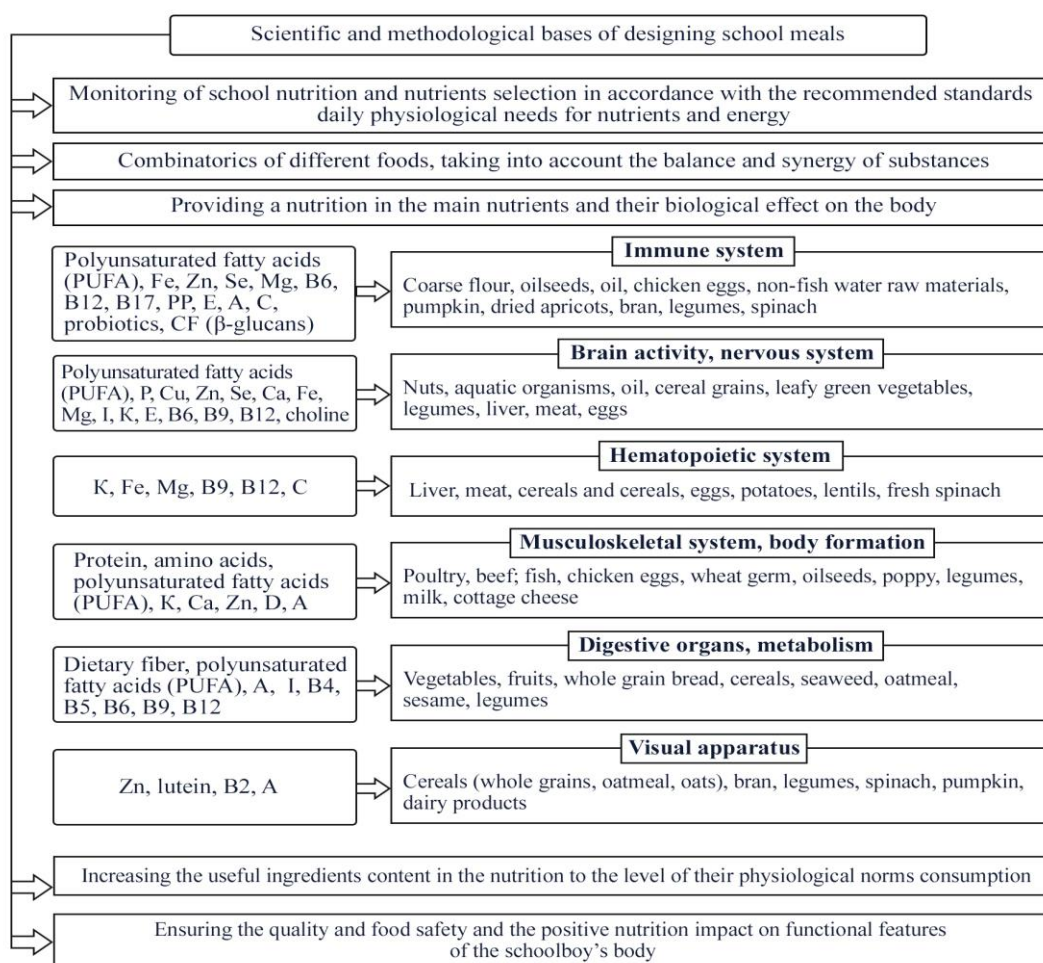 Scientific and methodological bases of designing school meals
Monitoring of school nutrition and nutrients selection in accordance with the recommended standards
daily physiological needs for nutrients and energy
Combinatorics of different foods, taking into account the balance and synergy of substances
Providing a nutrition in the main nutrients and their biological effect on the body
Polyunsaturated fatty acids
(PUFA), Fe, Zn, Se, Mg, B6,
B12, B17, PP, E, A, C,
probiotics, CF (β-glucans)
Immune system
Coarse flour, oilseeds, oil, chicken eggs, non-fish water raw materials,
pumpkin, dried apricots, bran, legumes, spinach
Polyunsaturated fatty acids
(PUFA), P, Cu, Zn, Se, Ca, Fe,
Mg, I, K, E, B6, B9, B12, choline
Brain activity, nervous system
Nuts, aquatic organisms, oil, cereal grains, leafy green vegetables,
legumes, liver, meat, eggs
K, Fe, Mg, B9, B12, C
Hematopoietic system
Liver, meat, cereals and cereals, eggs, potatoes, lentils, fresh spinach
Protein, amino acids,
polyunsaturated fatty acids
(PUFA), K, Ca, Zn, D, A
Musculoskeletal system, body formation
Poultry, beef; fish, chicken eggs, wheat germ, oilseeds, poppy, legumes,
milk, cottage cheese
Dietary fiber, polyunsaturated
fatty acids (PUFA), A, I, B4,
B5, B6, B9, B12
Digestive organs, metabolism
Vegetables, fruits, whole grain bread, cereals, seaweed, oatmeal,
sesame, legumes
Zn, lutein, B2, A
Visual apparatus
Cereals (whole grains, oatmeal, oats), bran, legumes, spinach, pumpkin,
dairy products
Increasing the useful ingredients content in the nutrition to the level of their physiological norms consumption
Ensuring the quality and food safety and the positive nutrition impact on functional features
of the schoolboy's body